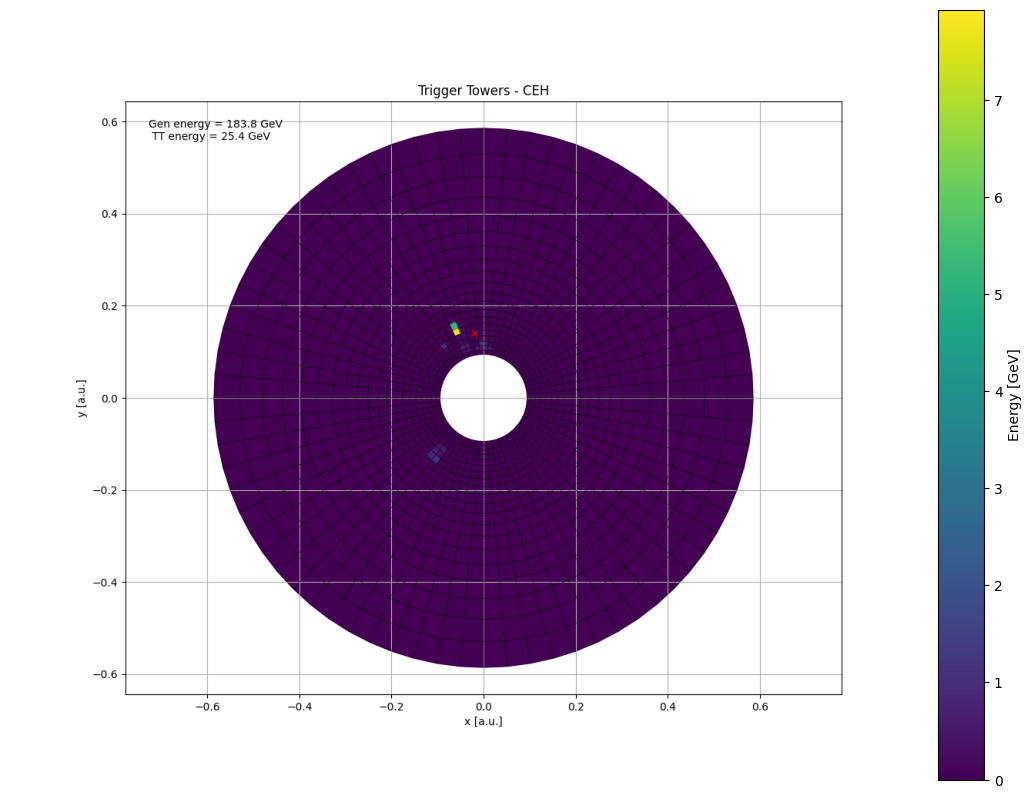 Trigger Towers - CEH
Gen energy = 183.8 GeV
TT energy = 25.4 GeV
0.6
0.4
0.2
0.0
−0.2
−0.4
−0.6
y [a.u.]
−0.6 −0.4 −0.2 0.0 0.2 0.4 0.6
x [a.u.]
7
6
5
4
3
2
1
0
Energy [GeV]